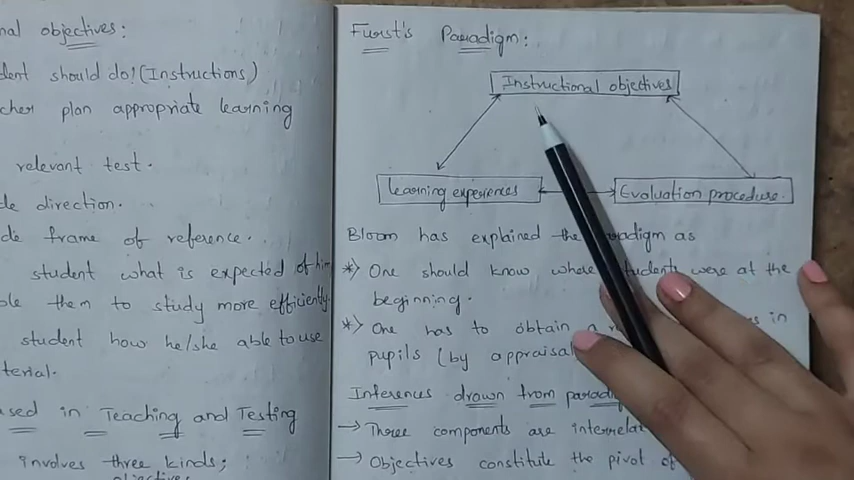 nal objectives:
dent should do! (Instructions)
cher plan appropriate learning
relevant test.
de direction.
de frame of reference.
student what is expected of him
ble them to study more efficiently.
student how he/she able to use
terial.
sed in Teaching and Testing
involves three kinds;
Furst's Paradigm:
Instructional objectives
Learning experiences
Evaluation procedure.
Bloom has explained the paradigm as
*) One should know where students were at the
beginning.
*) One has to obtain a in
pupils (by appraisal
Inferences drawn from
→ Three components are
→ Objectives constitute the pivot of